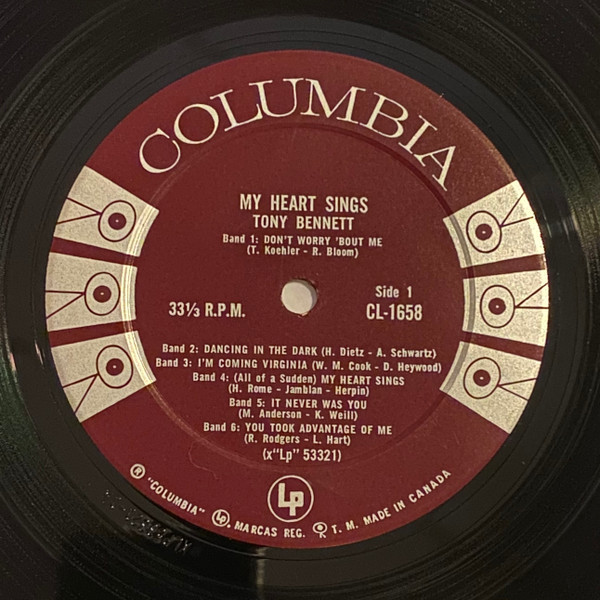 COLUMBIA
MY HEART SINGS
TONY BENNETT
Band 1: DON'T WORRY 'BOUT ME
(T. Koehler - R. Bloom)
33⅓ R.P.M.
Side 1
CL-1658
Band 2: DANCING IN THE DARK (H. Dietz - A. Schwartz)
Band 3: I'M COMING VIRGINIA (W. M. Cook - D. Heywood)
Band 4: (All of a Sudden) MY HEART SINGS
(H. Rome - Jamblan - Herpin)
Band 5: IT NEVER WAS YOU
(M. Anderson - K. Weill)
Band 6: YOU TOOK ADVANTAGE OF ME
(R. Rodgers - L. Hart)
(x"Lp" 53321)
Lp
® "COLUMBIA" Lp, MARCAS REG. T. M. MADE IN CANADA